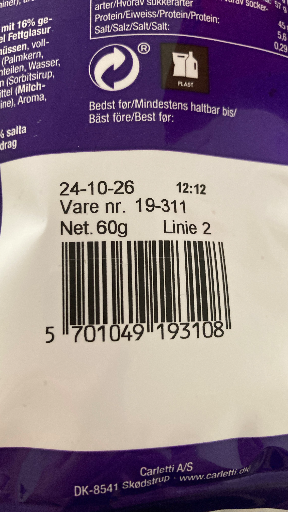 arter/Hvorav sukkerarter
Protein/Eiweiss/Protein/Protein:
Salt/Salz/Salt/Salt:
45
5,6
0,29
mit 16% ge-
el Fettglasur
nüssen, voll-
(Palmkern,
nteilen, Wasser,
n (Sorbitsirup,
ittel (Milch-
ine), Aroma,
% salta
drag
®
PLAST
Bedst før/Mindestens haltbar bis/
Bäst före/Best før:
24-10-26 12:12
Vare nr. 19-311
Net. 60g Linie 2
5 701049 193108
Carletti A/S
DK-8541 Skødstrup · www.carletti.dk